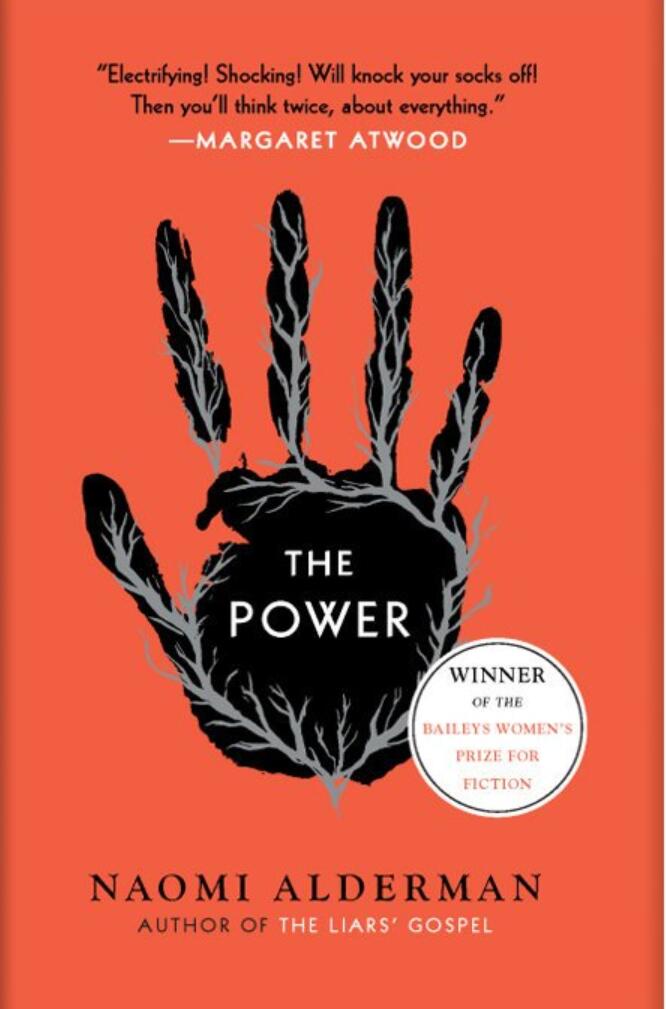 "Electrifying! Shocking! Will knock your socks off!
Then you'll think twice, about everything."
—MARGARET ATWOOD
THE
POWER
WINNER
OF THE
BAILEYS WOMEN'S
PRIZE FOR
FICTION
NAOMI ALDERMAN
AUTHOR OF THE LIARS' GOSPEL